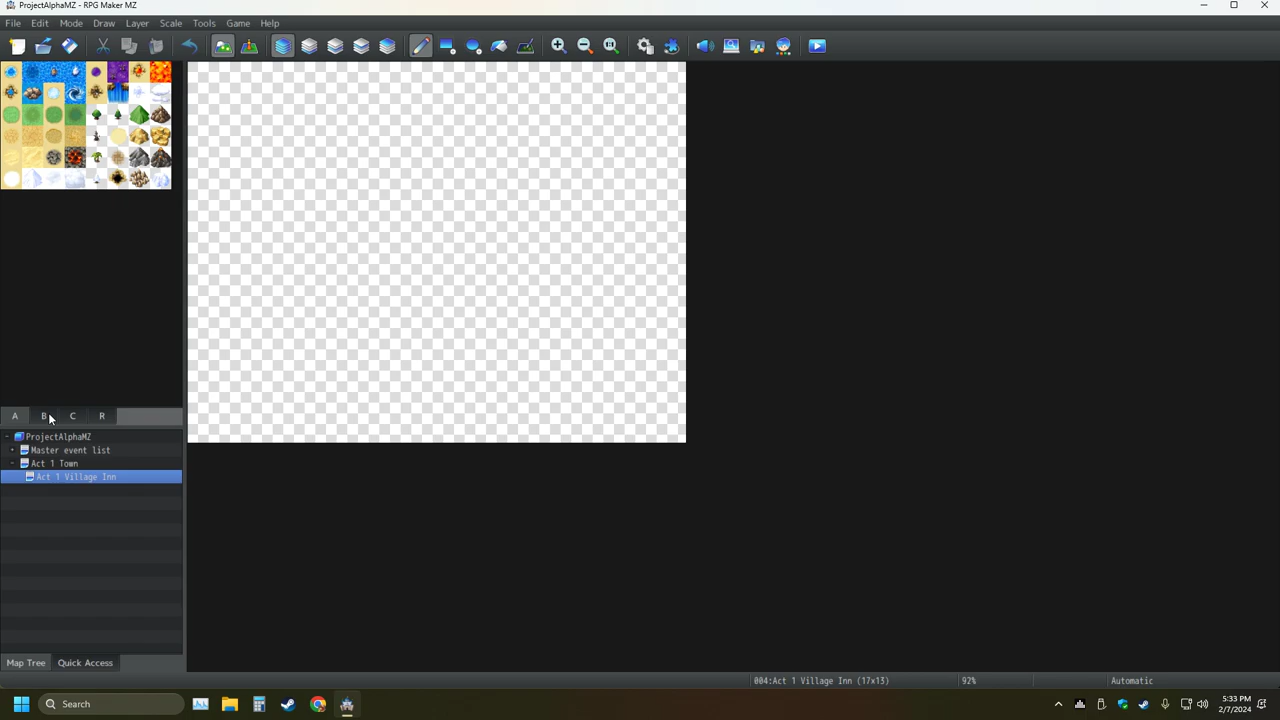 ProjectAlphaMZ - RPG Maker MZ
File Edit Mode Draw Layer Scale Tools Game Help
A B C R
ProjectAlphaMZ
Master event list
Act 1 Town
Act 1 Village Inn
Map Tree Quick Access
004:Act 1 Village Inn (17x13) 92% Automatic
Search
5:33 PM
2/7/2024